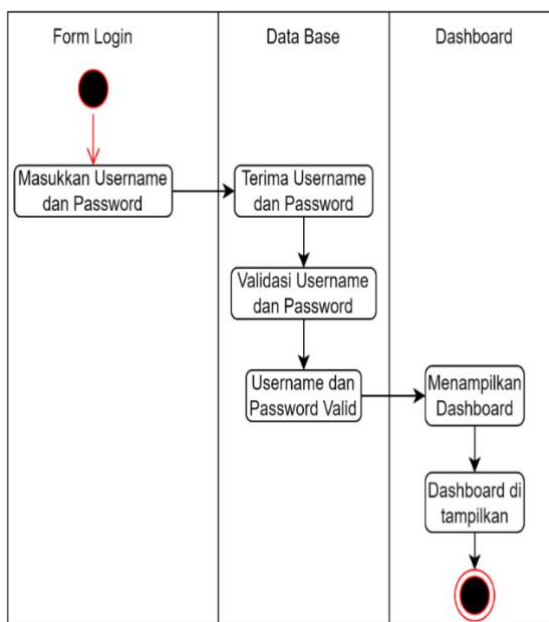 Form Login
Data Base
Dashboard
Masukkan Username
dan Password
Terima Username
dan Password
Validasi Username
dan Password
Username dan
Password Valid
Menampilkan
Dashboard
Dashboard di
tampilkan